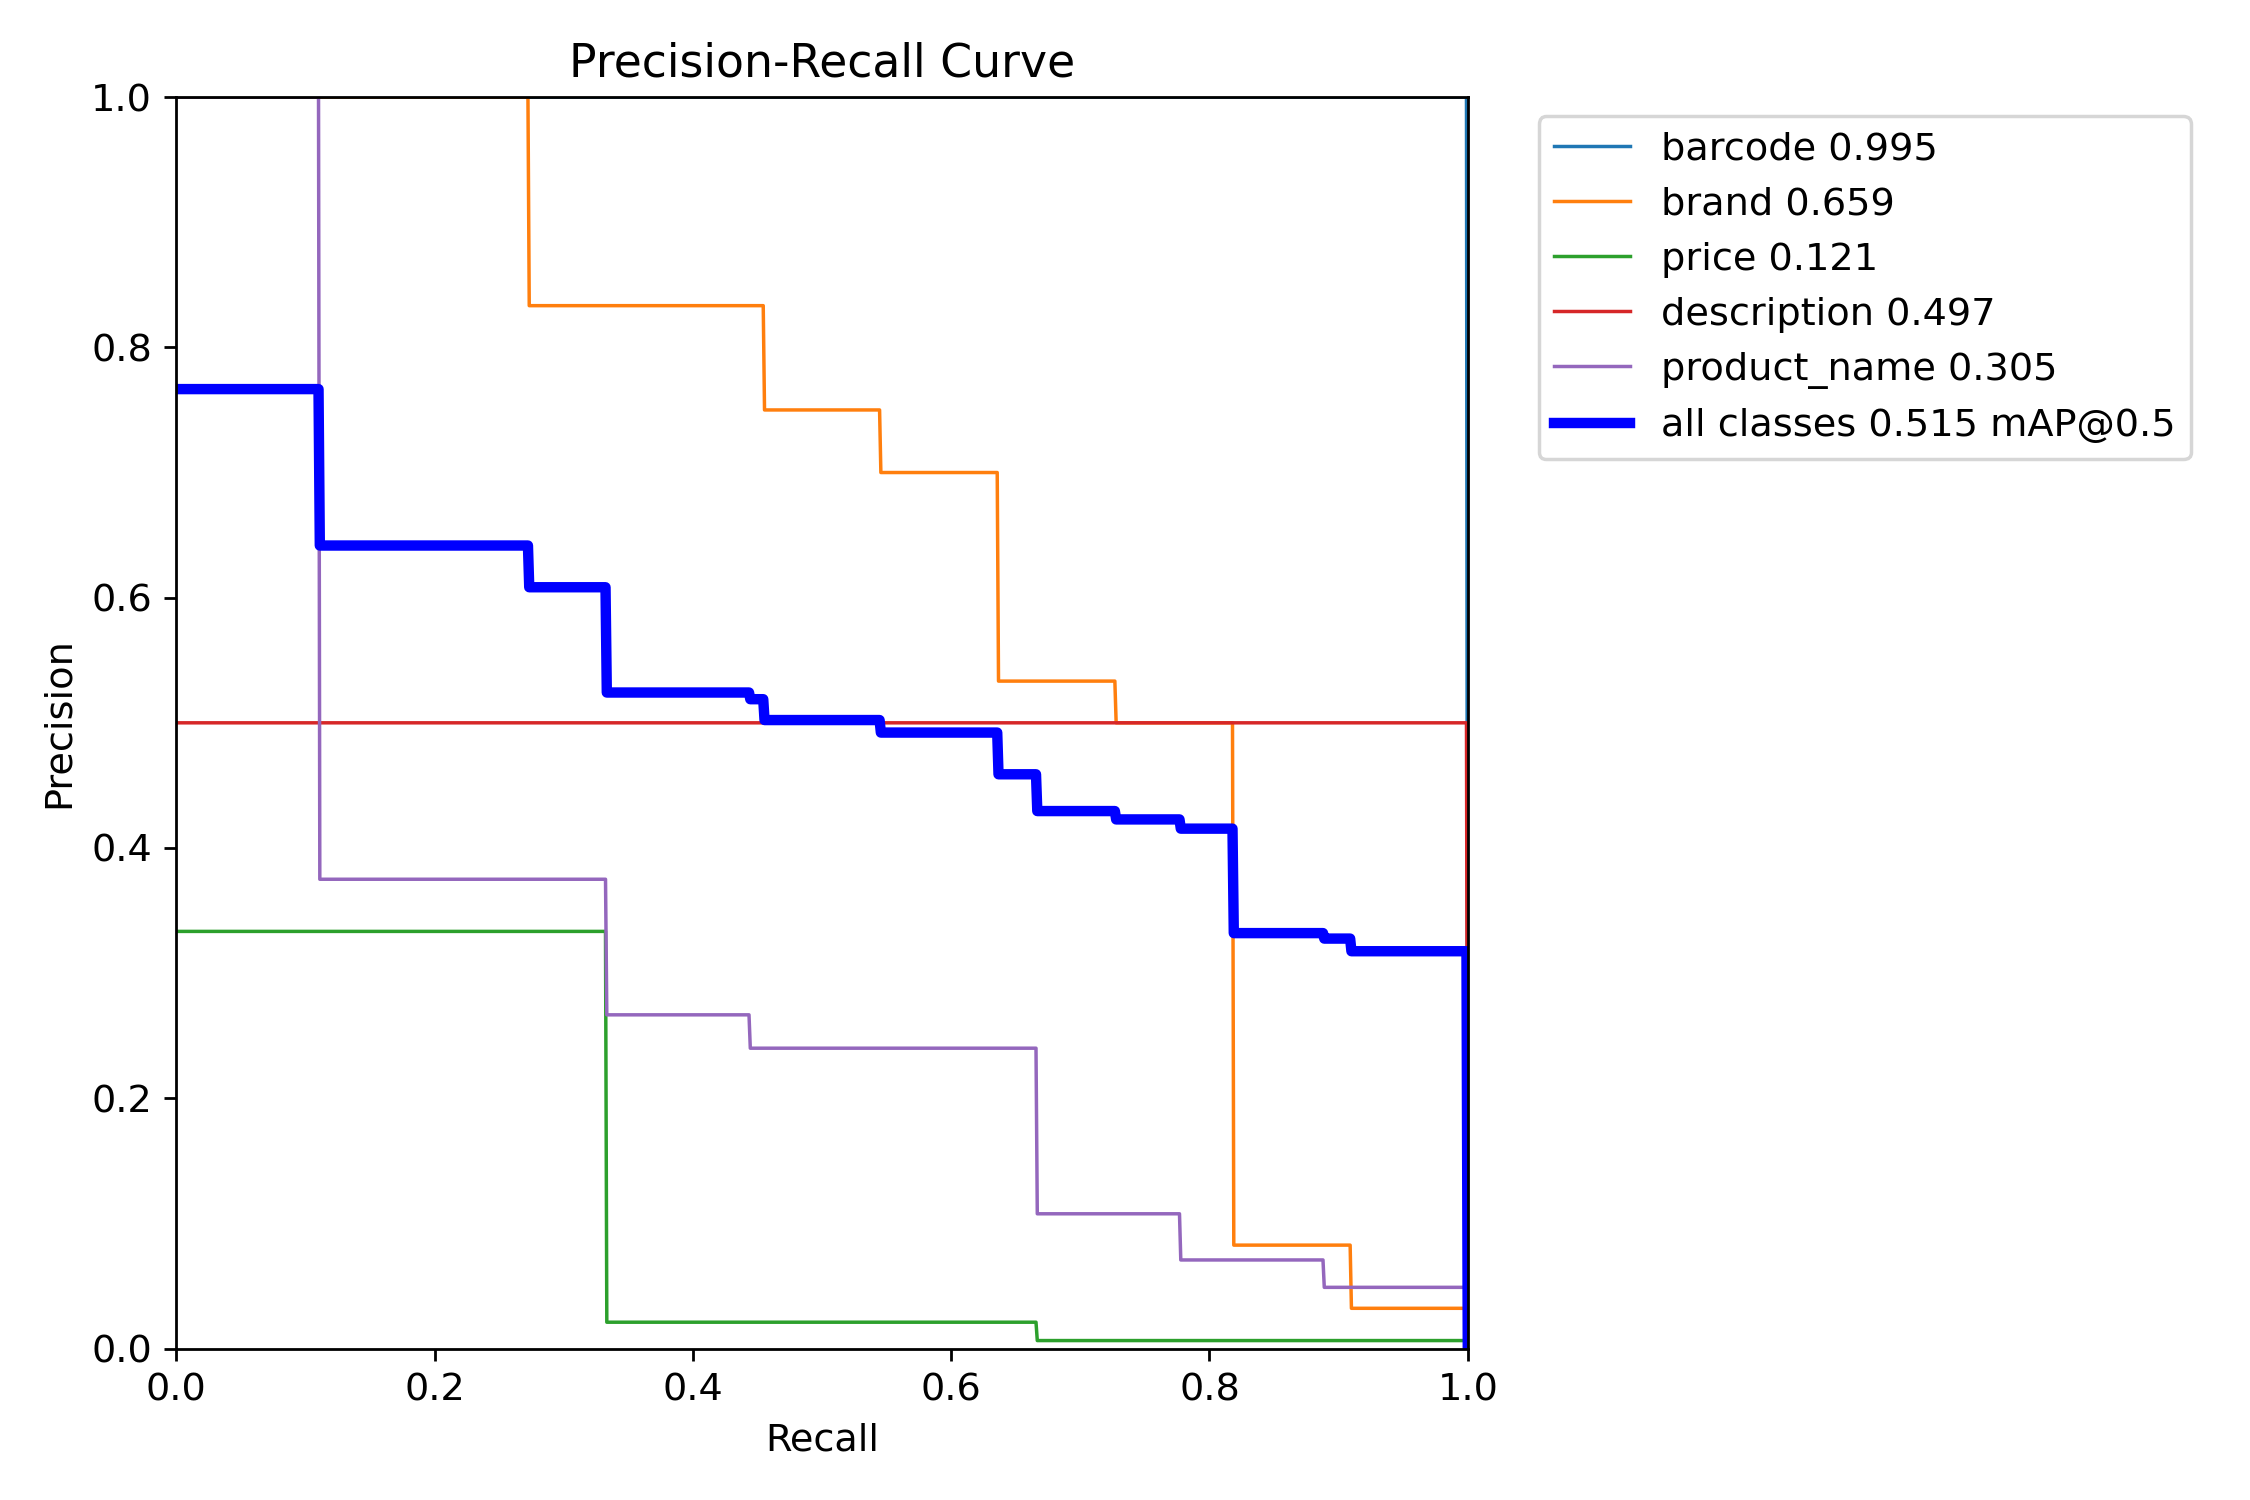 Precision-Recall Curve
1.0
0.8
0.6
0.4
0.2
0.0
Precision
0.0 0.2 0.4 0.6 0.8 1.0
Recall
barcode 0.995
brand 0.659
price 0.121
description 0.497
product_name 0.305
all classes 0.515 mAP@0.5